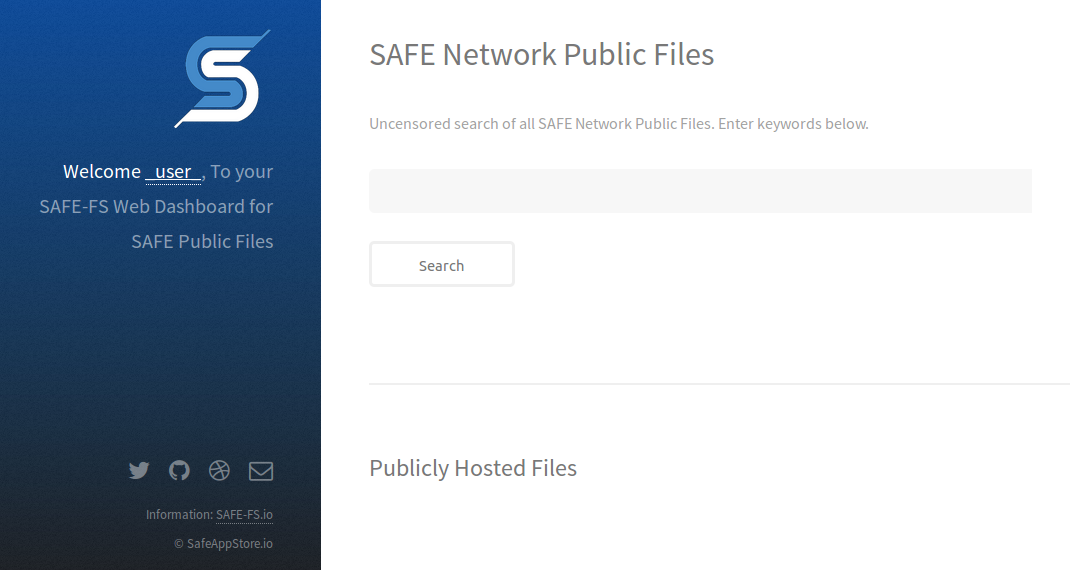 Welcome _user_, To your
SAFE-FS Web Dashboard for
SAFE Public Files
Information: SAFE-FS.io
© SafeAppStore.io
SAFE Network Public Files
Uncensored search of all SAFE Network Public Files. Enter keywords below.
Search
Publicly Hosted Files